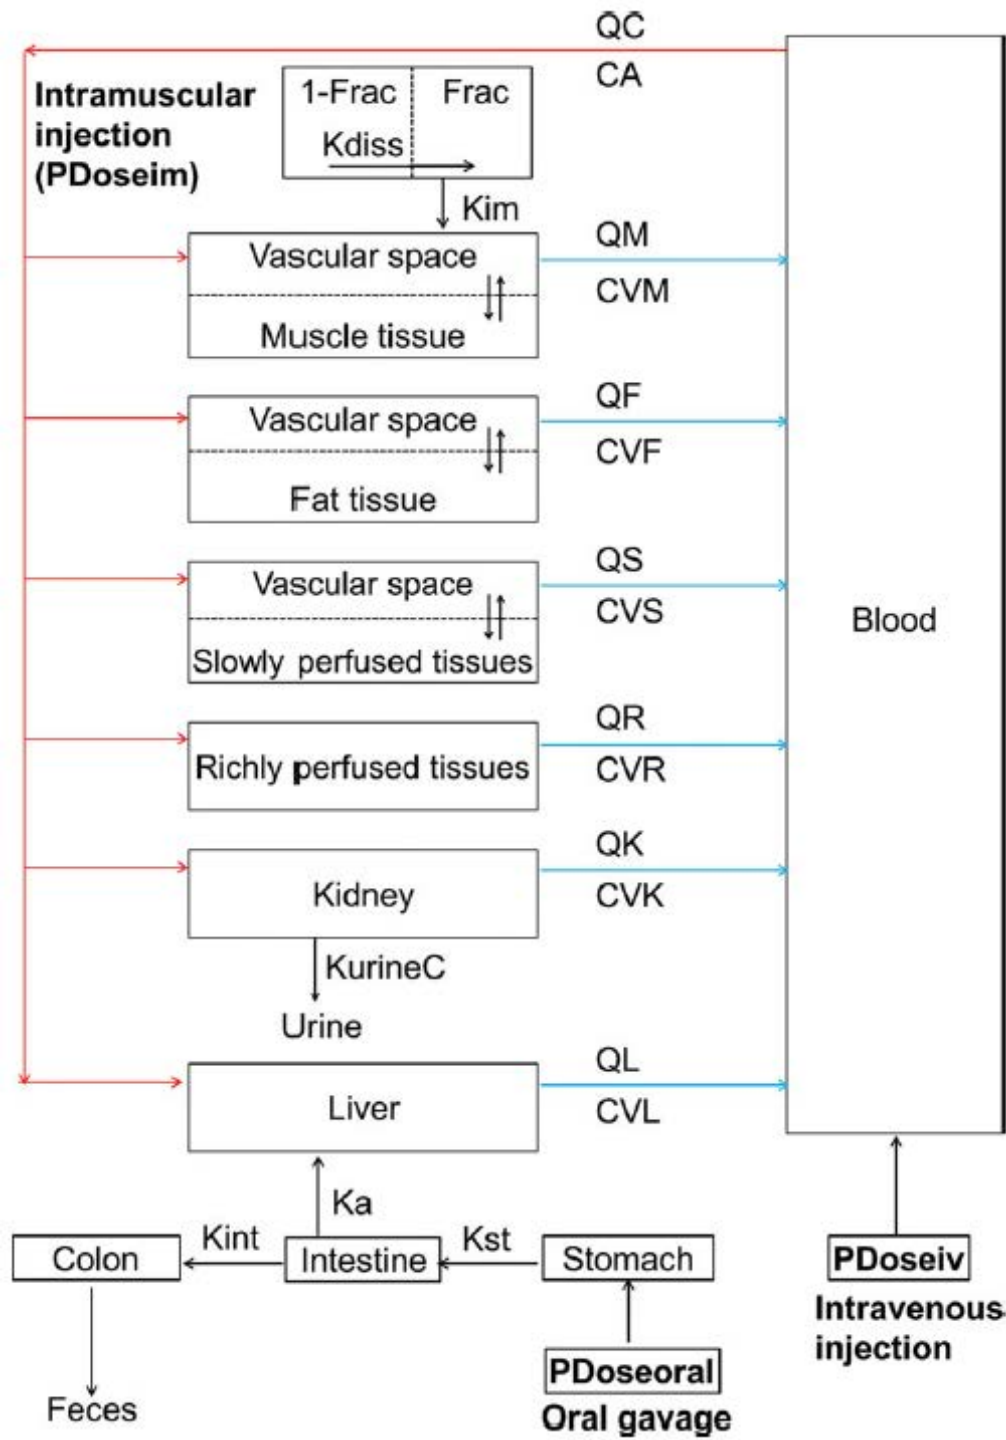 QC
CA
Intramuscular
injection
(PDoseim)
1-Frac Frac
Kdiss
Kim
Vascular space
Muscle tissue
QM
CVM
Vascular space
Fat tissue
QF
CVF
Vascular space
Slowly perfused tissues
QS
CVS
Blood
Richly perfused tissues
QR
CVR
Kidney
QK
CVK
KurineC
Urine
Liver
QL
CVL
Ka
Colon
Kint
Intestine
Kst
Stomach
PDoseiv
Intravenous
injection
Feces
PDoseoral
Oral gavage